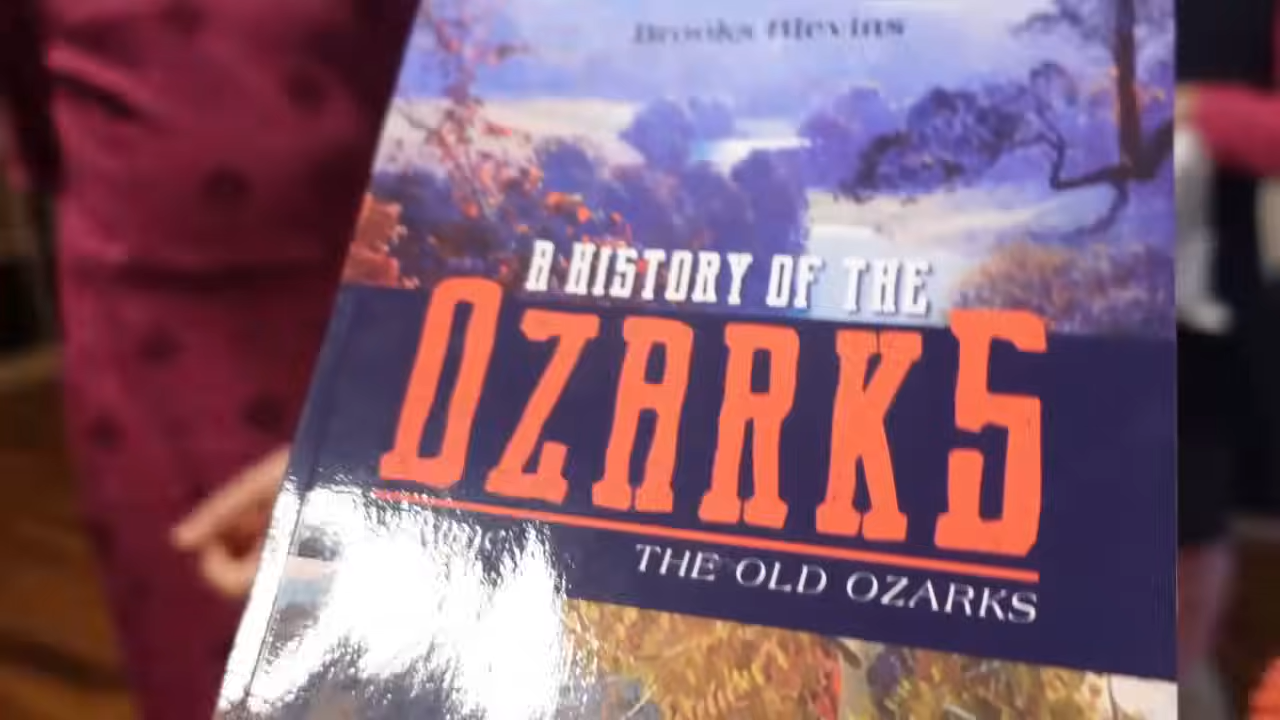 Brooks Blevins
A HISTORY OF THE
OZARKS
THE OLD OZARKS